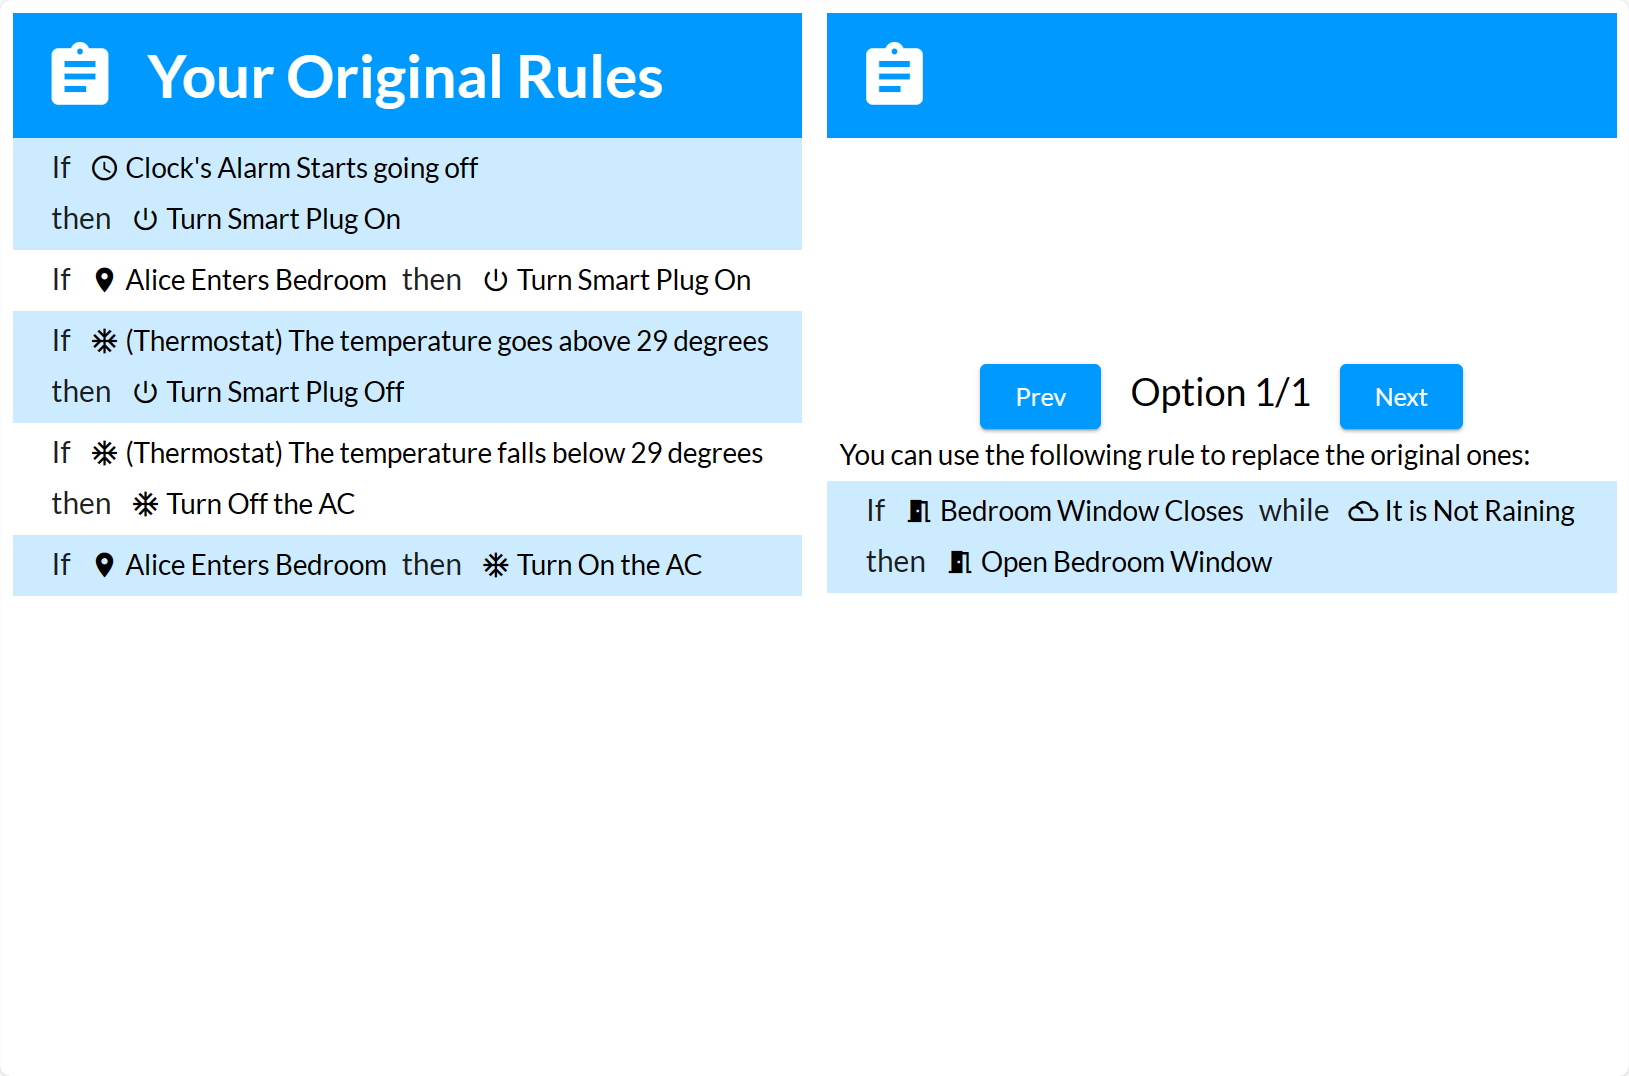 Your Original Rules
If Clock's Alarm Starts going off
then Turn Smart Plug On
If Alice Enters Bedroom then Turn Smart Plug On
If (Thermostat) The temperature goes above 29 degrees
then Turn Smart Plug Off
If (Thermostat) The temperature falls below 29 degrees
then Turn Off the AC
If Alice Enters Bedroom then Turn On the AC
Prev Option 1/1 Next
You can use the following rule to replace the original ones:
If Bedroom Window Closes while It is Not Raining
then Open Bedroom Window